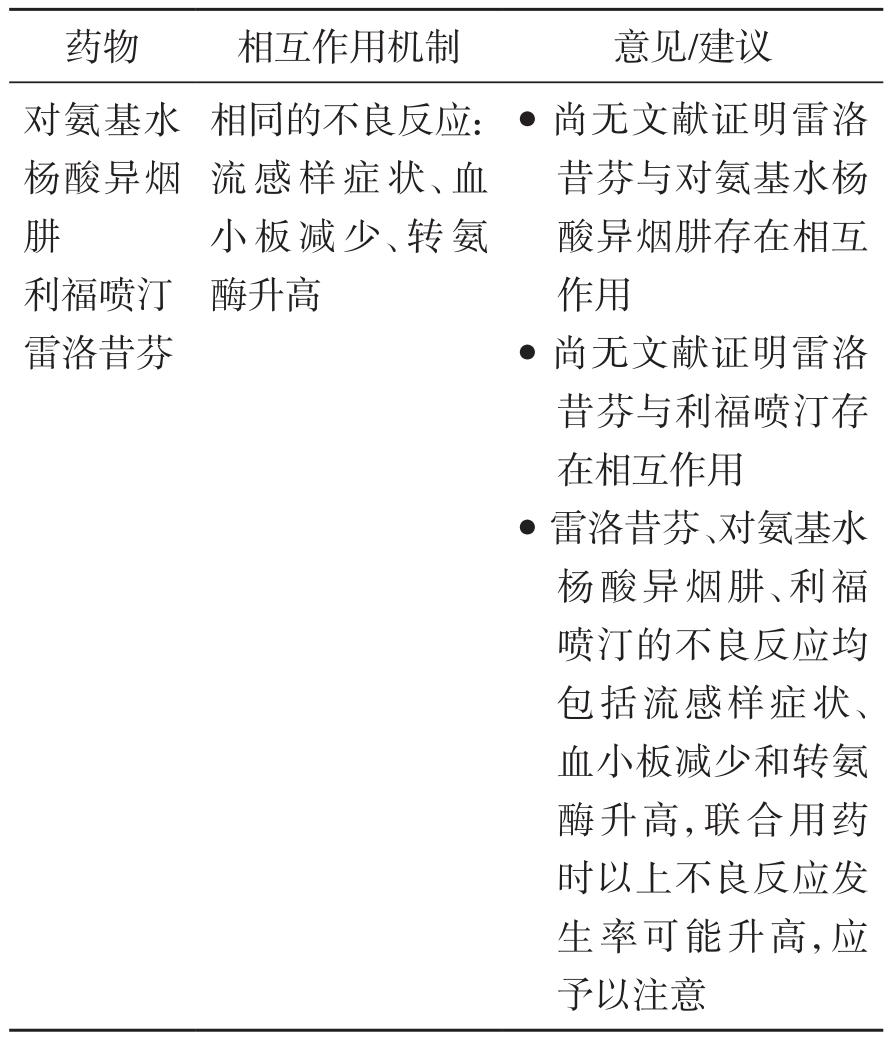 药物 相互作用机制 意见/建议
对氨基水
杨酸异烟
肼
利福喷汀
雷洛昔芬
相同的不良反应：
流感样症状、血
小板减少、转氨
酶升高
• 尚无文献证明雷洛
昔芬与对氨基水杨
酸异烟肼存在相互
作用
• 尚无文献证明雷洛
昔芬与利福喷汀存
在相互作用
• 雷洛昔芬、对氨基水
杨酸异烟肼、利福
喷汀的不良反应均
包括流感样症状、
血小板减少和转氨
酶升高，联合用药
时以上不良反应发
生率可能升高，应
予以注意